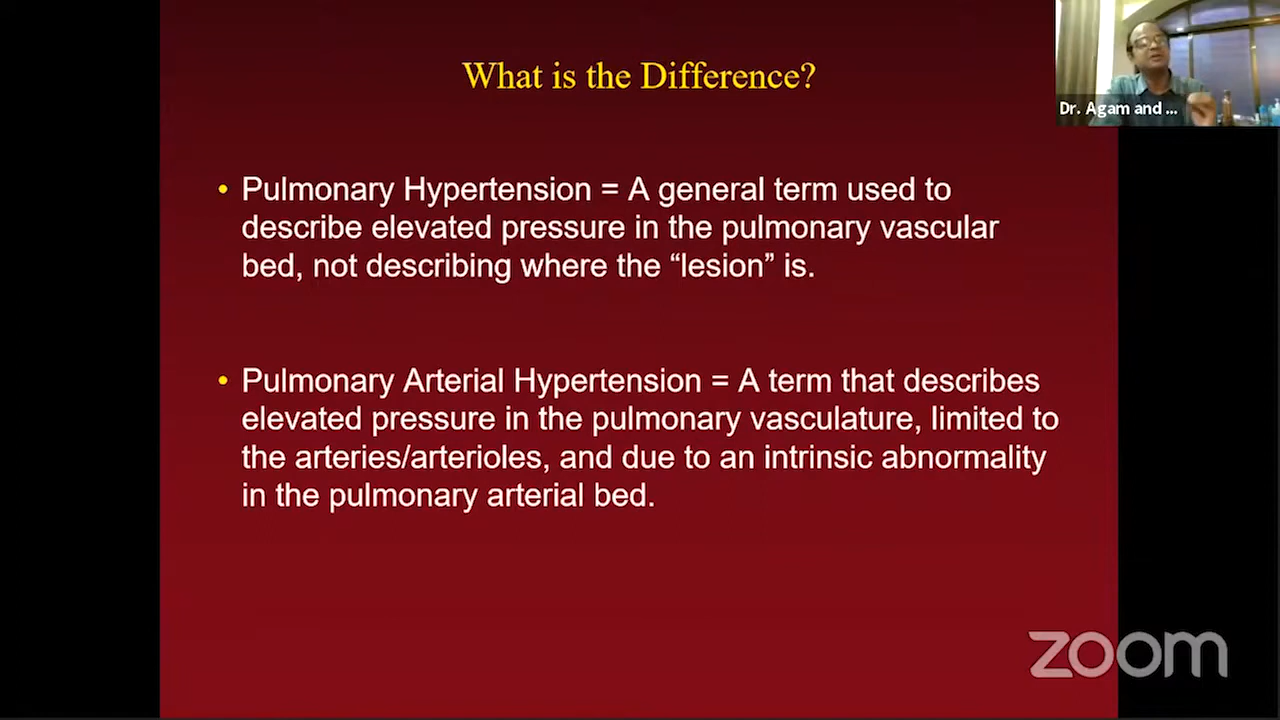 What is the Difference?
Dr. Agam and ...
• Pulmonary Hypertension = A general term used to
describe elevated pressure in the pulmonary vascular
bed, not describing where the “lesion” is.
• Pulmonary Arterial Hypertension = A term that describes
elevated pressure in the pulmonary vasculature, limited to
the arteries/arterioles, and due to an intrinsic abnormality
in the pulmonary arterial bed.
zoom